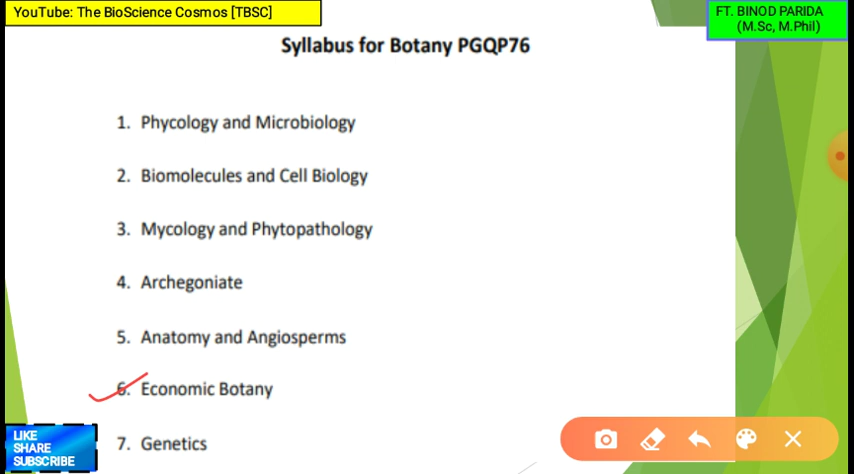 YouTube: The BioScience Cosmos [TBSC]
FT. BINOD PARIDA
(M.Sc, M.Phil)
Syllabus for Botany PGQP76
1. Phycology and Microbiology
2. Biomolecules and Cell Biology
3. Mycology and Phytopathology
4. Archegoniate
5. Anatomy and Angiosperms
6. Economic Botany
7. Genetics
LIKE
SHARE
SUBSCRIBE